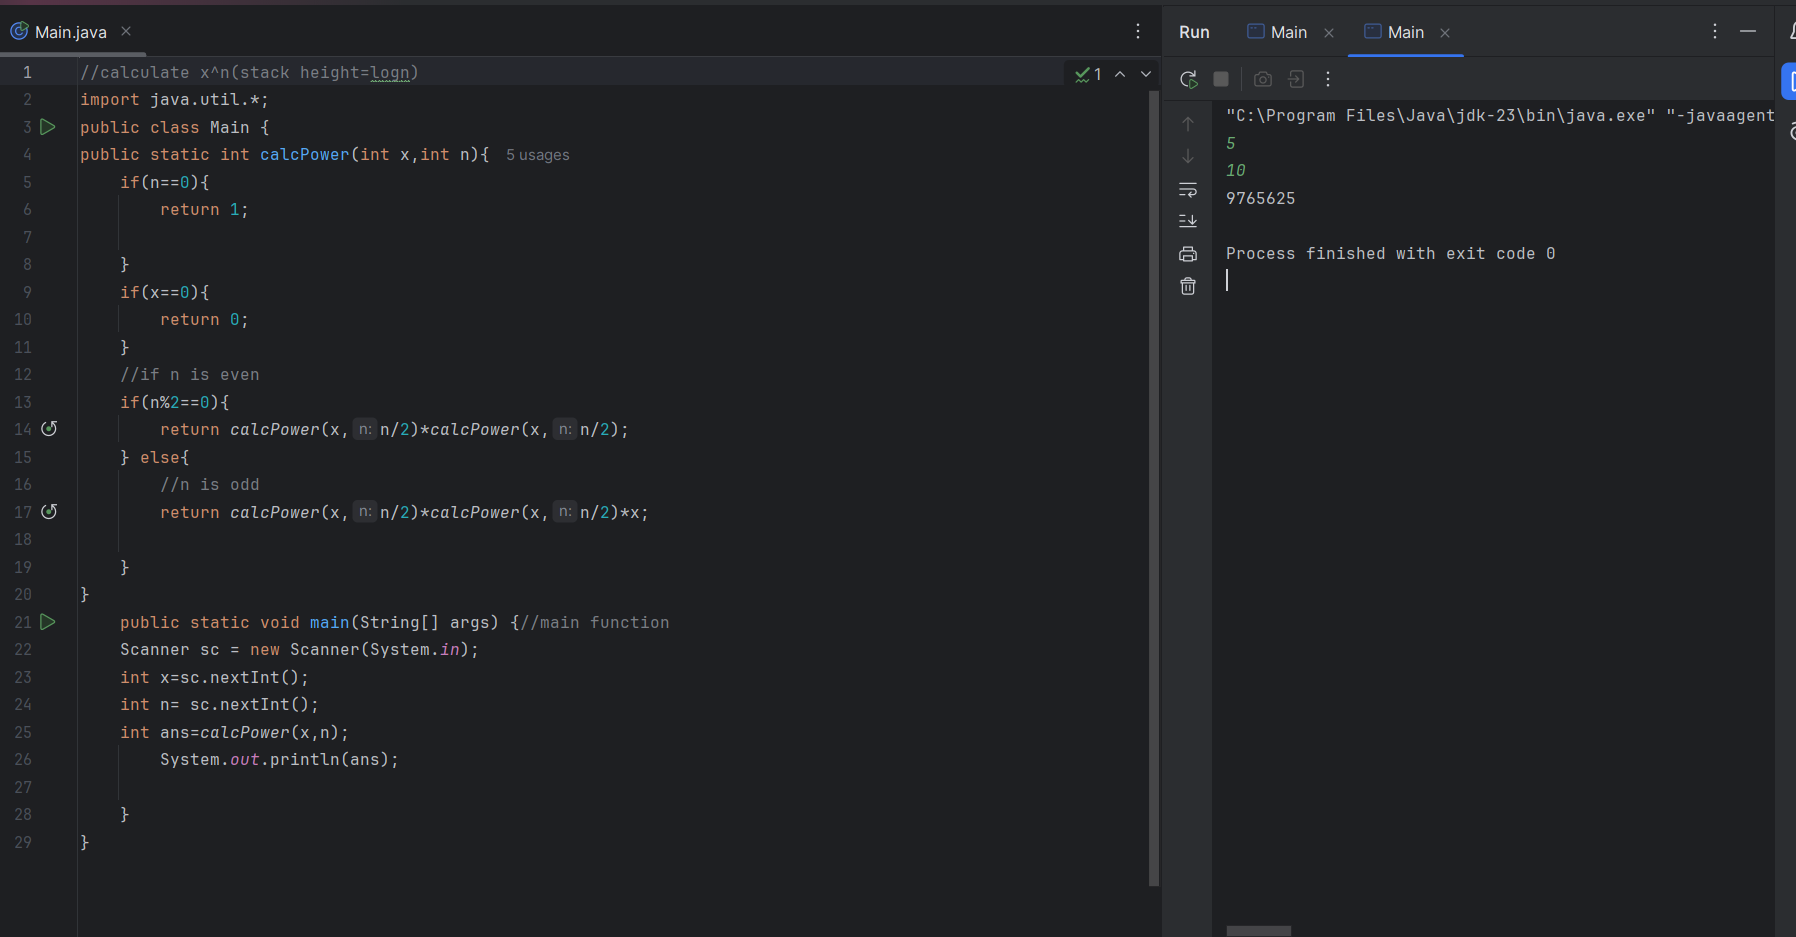 Main.java
1 //calculate x^n(stack height=logn)
2 import java.util.*;
3 public class Main {
4 public static int calcPower(int x,int n){ 5 usages
5 if(n==0){
6 return 1;
7
8 }
9 if(x==0){
10 return 0;
11 }
12 //if n is even
13 if(n%2==0){
14 return calcPower(x, n: n/2)*calcPower(x, n: n/2);
15 } else{
16 //n is odd
17 return calcPower(x, n: n/2)*calcPower(x, n: n/2)*x;
18
19 }
20 }
21 public static void main(String[] args) {//main function
22 Scanner sc = new Scanner(System.in);
23 int x=sc.nextInt();
24 int n= sc.nextInt();
25 int ans=calcPower(x,n);
26 System.out.println(ans);
27
28 }
29 }
1
Run Main Main
"C:\Program Files\Java\jdk-23\bin\java.exe" "-javaagent
5
10
9765625
Process finished with exit code 0